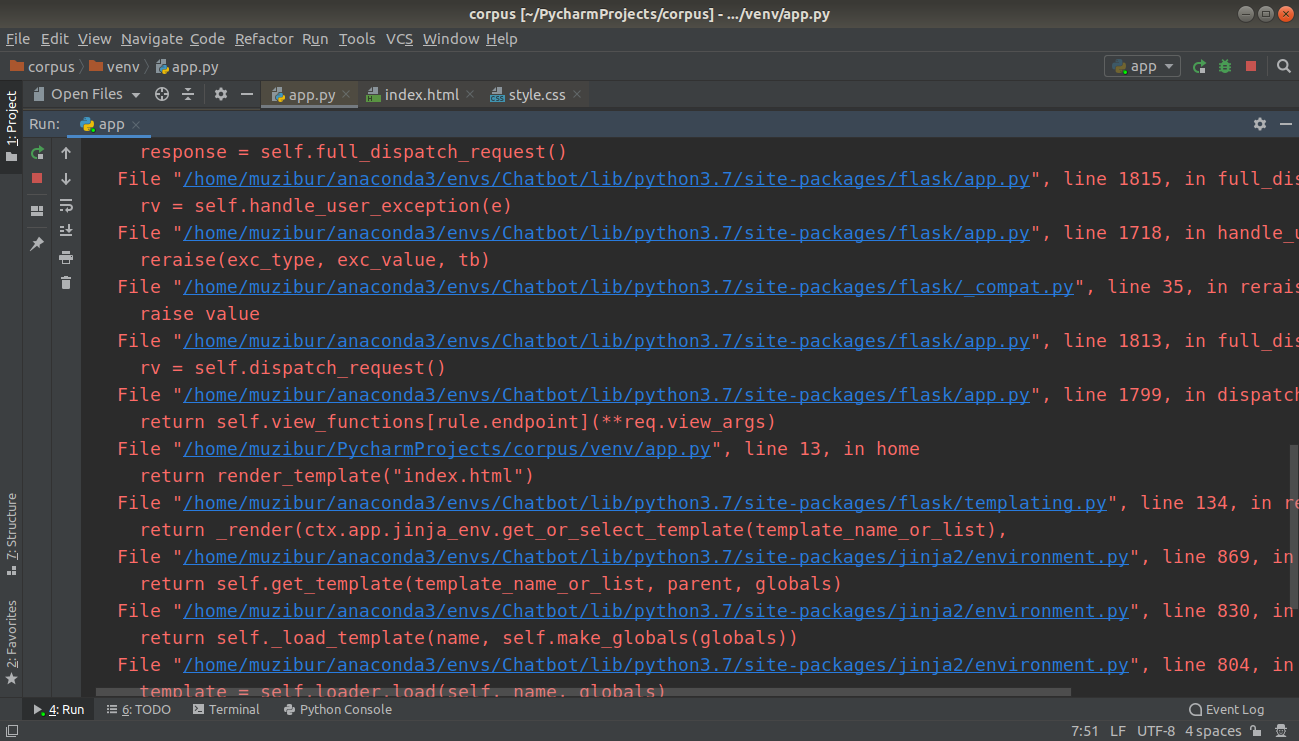 corpus [~/PycharmProjects/corpus] - .../venv/app.py
File Edit View Navigate Code Refactor Run Tools VCS Window Help
corpus venv app.py app
1: Project
Open Files app.py index.html style.css
Run: app
response = self.full_dispatch_request()
File "/home/muzibur/anaconda3/envs/Chatbot/lib/python3.7/site-packages/flask/app.py", line 1815, in full_dis
rv = self.handle_user_exception(e)
File "/home/muzibur/anaconda3/envs/Chatbot/lib/python3.7/site-packages/flask/app.py", line 1718, in handle_u
reraise(exc_type, exc_value, tb)
File "/home/muzibur/anaconda3/envs/Chatbot/lib/python3.7/site-packages/flask/_compat.py", line 35, in rerais
raise value
File "/home/muzibur/anaconda3/envs/Chatbot/lib/python3.7/site-packages/flask/app.py", line 1813, in full_dis
rv = self.dispatch_request()
File "/home/muzibur/anaconda3/envs/Chatbot/lib/python3.7/site-packages/flask/app.py", line 1799, in dispatch
return self.view_functions[rule.endpoint](**req.view_args)
File "/home/muzibur/PycharmProjects/corpus/venv/app.py", line 13, in home
return render_template("index.html")
File "/home/muzibur/anaconda3/envs/Chatbot/lib/python3.7/site-packages/flask/templating.py", line 134, in re
return _render(ctx.app.jinja_env.get_or_select_template(template_name_or_list),
File "/home/muzibur/anaconda3/envs/Chatbot/lib/python3.7/site-packages/jinja2/environment.py", line 869, in
return self.get_template(template_name_or_list, parent, globals)
File "/home/muzibur/anaconda3/envs/Chatbot/lib/python3.7/site-packages/jinja2/environment.py", line 830, in
return self._load_template(name, self.make_globals(globals))
File "/home/muzibur/anaconda3/envs/Chatbot/lib/python3.7/site-packages/jinja2/environment.py", line 804, in
template = self.loader.load(self, name, globals)
7: Structure
2: Favorites
4: Run 6: TODO Terminal Python Console Event Log
7:51 LF UTF-8 4 spaces